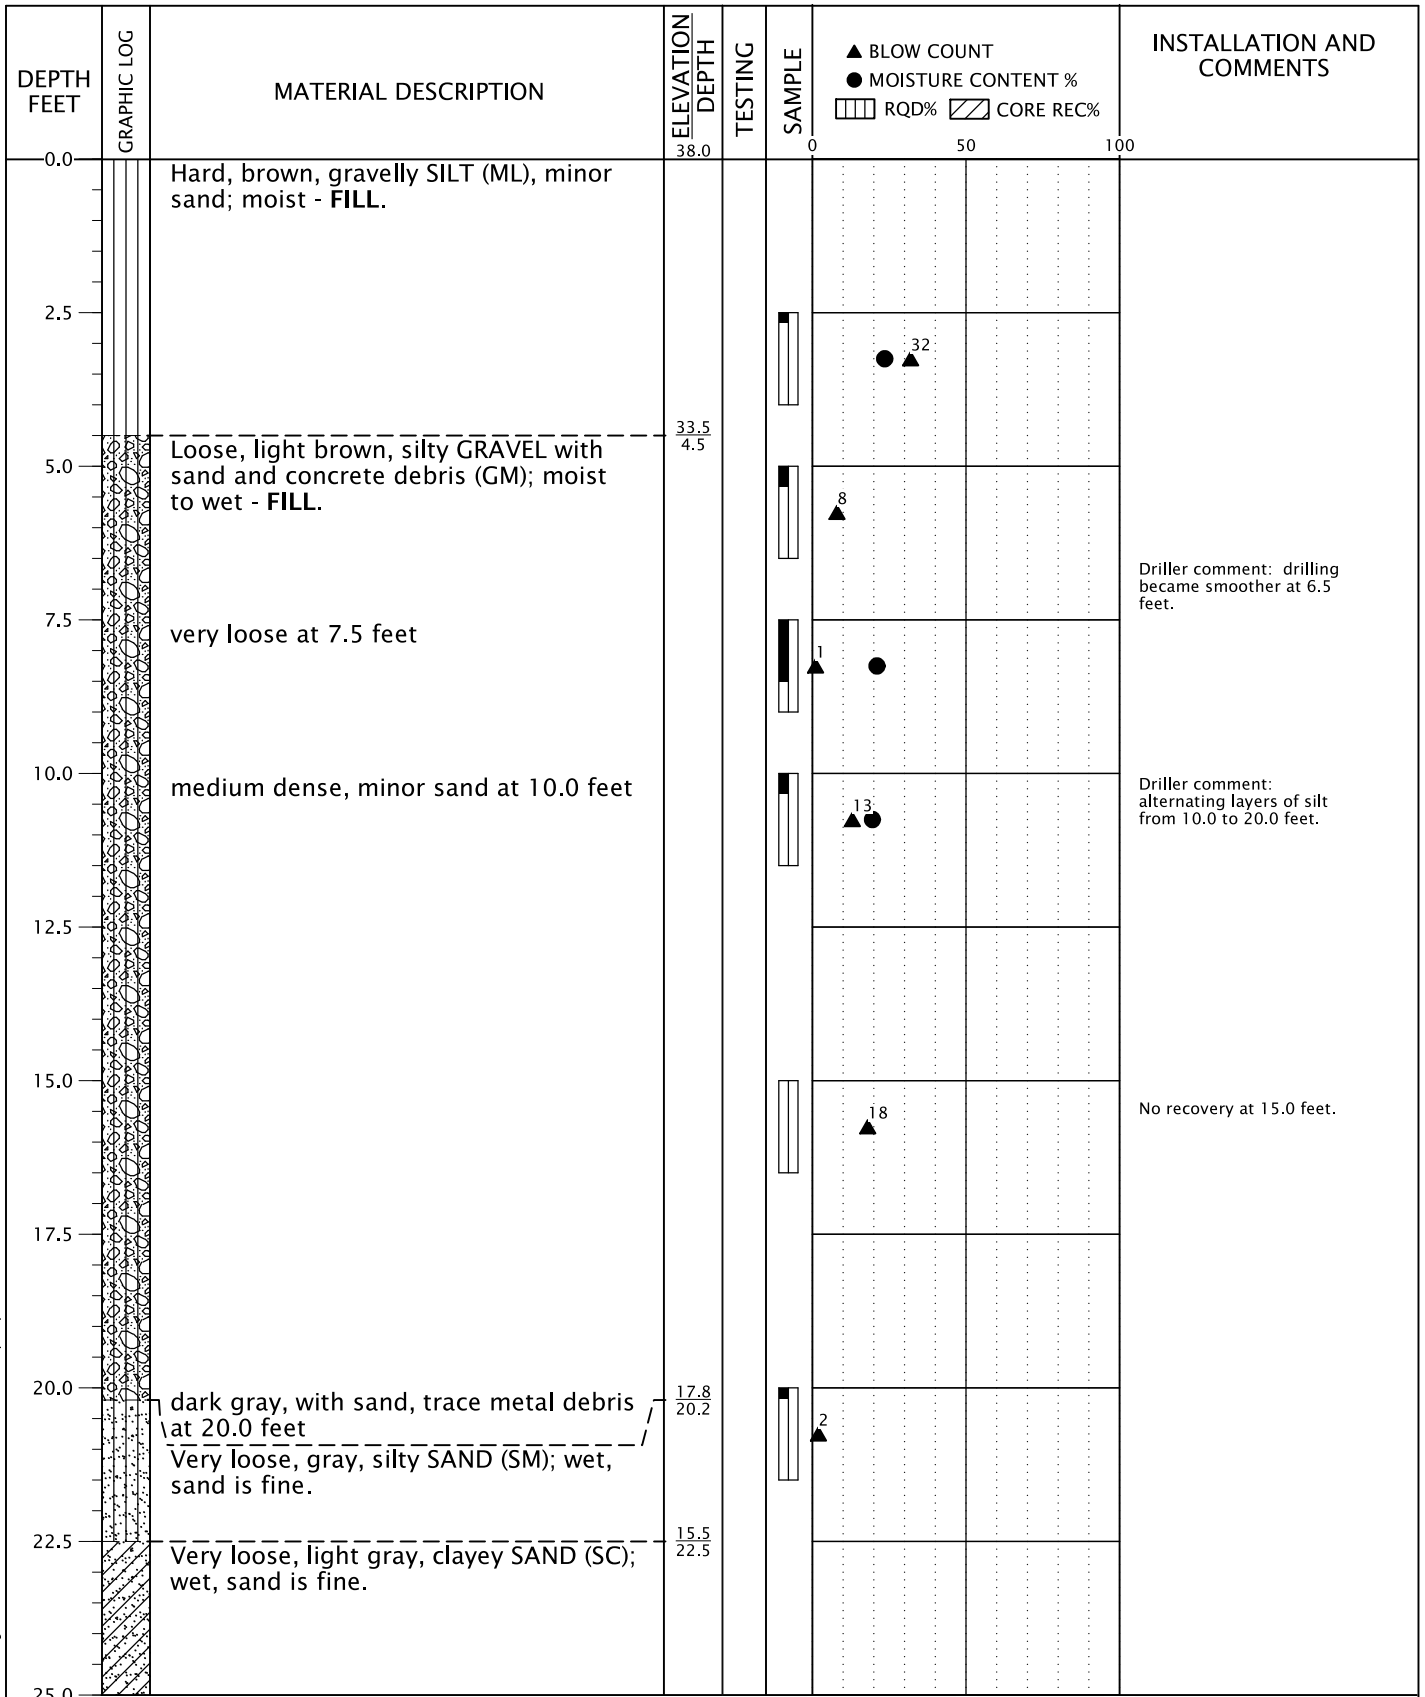 DEPTH
FEET
GRAPHIC LOG
MATERIAL DESCRIPTION
ELEVATION
DEPTH
TESTING
SAMPLE
▲ BLOW COUNT
● MOISTURE CONTENT %
RQD% CORE REC%
INSTALLATION AND
COMMENTS
0.0
38.0
0 50 100
Hard, brown, gravelly SILT (ML), minor
sand; moist - FILL.
2.5
32
33.5
4.5
Loose, light brown, silty GRAVEL with
sand and concrete debris (GM); moist
to wet - FILL.
5.0
8
Driller comment: drilling
became smoother at 6.5
feet.
7.5
very loose at 7.5 feet
1
10.0
medium dense, minor sand at 10.0 feet
13
Driller comment:
alternating layers of silt
from 10.0 to 20.0 feet.
12.5
15.0
18
No recovery at 15.0 feet.
17.5
20.0
dark gray, with sand, trace metal debris
at 20.0 feet
17.8
20.2
2
Very loose, gray, silty SAND (SM); wet,
sand is fine.
22.5
15.5
22.5
Very loose, light gray, clayey SAND (SC);
wet, sand is fine.
25.0